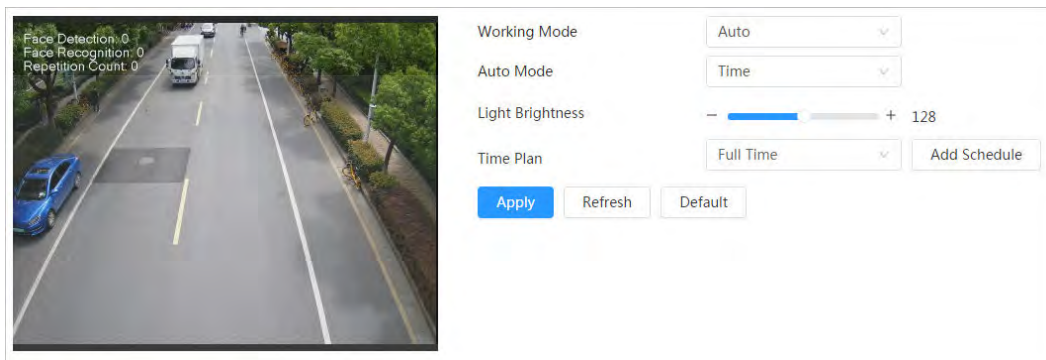 Face Detection: 0
Face Recognition: 0
Repetition Count: 0
Working Mode
Auto
Auto Mode
Time
Light Brightness
− + 128
Time Plan
Full Time
Add Schedule
Apply
Refresh
Default